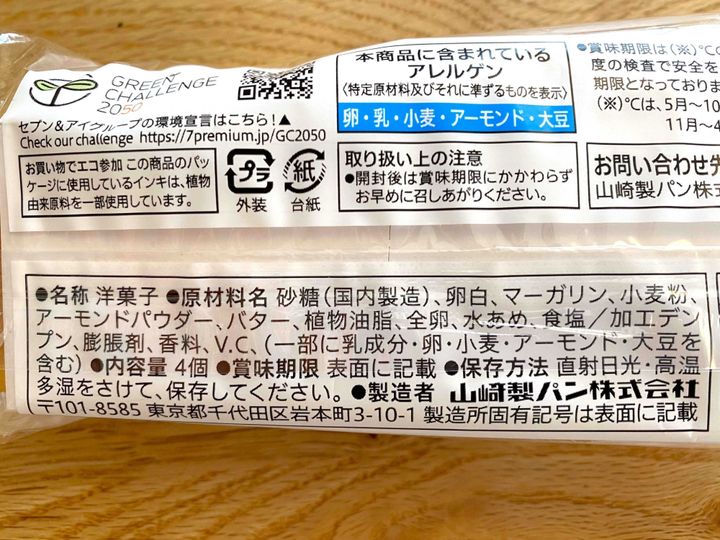 GREEN
CHALLENGE
2050
セブン&アイグループの環境宣言はこちら!▲
Check our challenge https://7premium.jp/GC2050
お買い物でエコ参加 この商品のパッ
ケージに使用しているインキは、植物
由来原料を一部使用しています。
プラ
外装
紙
台紙
本商品に含まれている
アレルゲン
〈特定原材料及びそれに準ずるものを表示〉
卵・乳・小麦・アーモンド・大豆
取り扱い上の注意
●開封後は賞味期限にかかわらず
お早めに召しあがりください。
●賞味期限は(※)℃
度の検査で安全を
期限となっておりま
(※)℃は、5月〜10
11月〜4
お問い合わせ先
山崎製パン株式
●名称 洋菓子 ●原材料名 砂糖(国内製造)、卵白、マーガリン、小麦粉、
アーモンドパウダー、バター、植物油脂、全卵、水あめ、食塩/加工デン
プン、膨脹剤、香料、V.C、(一部に乳成分・卵・小麦・アーモンド・大豆を
含む) ●内容量 4個 ●賞味期限 表面に記載 ●保存方法 直射日光・高温
多湿をさけて、保存してください。 ●製造者 山崎製パン株式会社
〒101-8585 東京都千代田区岩本町3-10-1 製造所固有記号は表面に記載